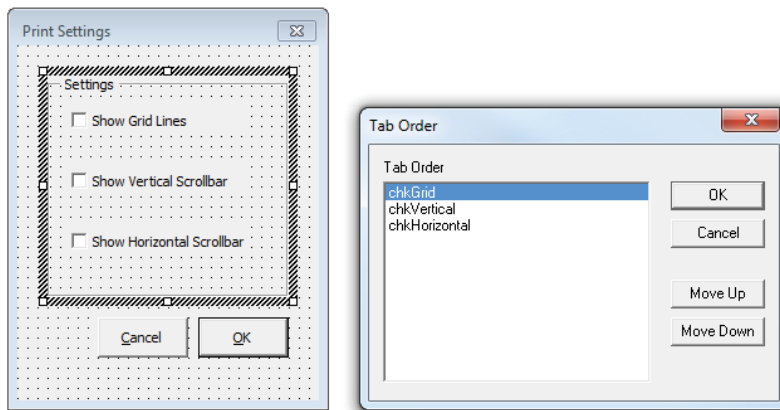 Print Settings
Settings
Show Grid Lines
Show Vertical Scrollbar
Show Horizontal Scrollbar
Cancel
OK
Tab Order
Tab Order
chkGrid
chkVertical
chkHorizontal
OK
Cancel
Move Up
Move Down